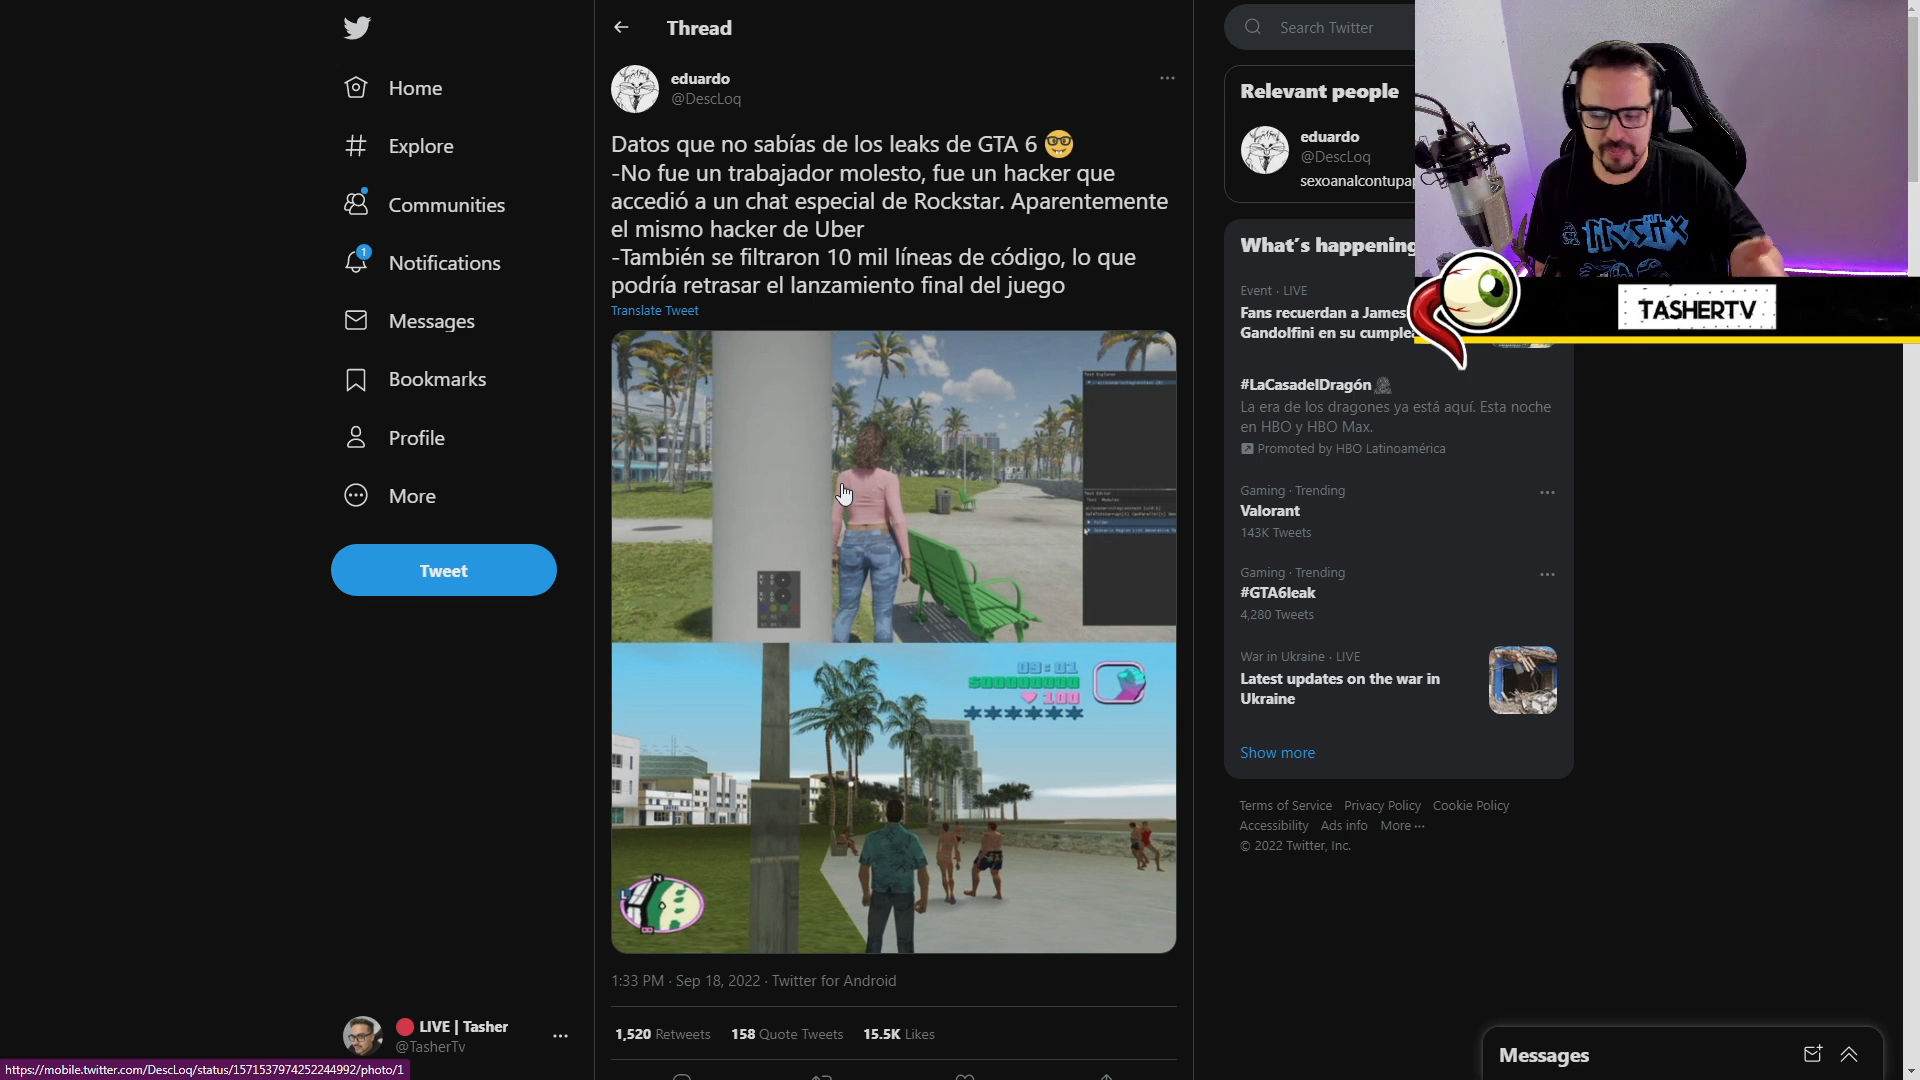 Home
Explore
Communities
1
Notifications
Messages
Bookmarks
Profile
More
Tweet
LIVE | Tasher
@TasherTv
https://mobile.twitter.com/DescLoq/status/1571537974252244992/photo/1
Thread
eduardo
@DescLoq
Datos que no sabías de los leaks de GTA 6 🤓
-No fue un trabajador molesto, fue un hacker que
accedió a un chat especial de Rockstar. Aparentemente
el mismo hacker de Uber
-También se filtraron 10 mil líneas de código, lo que
podría retrasar el lanzamiento final del juego
Translate Tweet
09:01
$00000000
100
N
L
1:33 PM · Sep 18, 2022 · Twitter for Android
1,520 Retweets 158 Quote Tweets 15.5K Likes
Search Twitter
Relevant people
eduardo
@DescLoq
sexoanalcontupap
What's happening
Event · LIVE
Fans recuerdan a James
Gandolfini en su cumple
#LaCasadelDragón
La era de los dragones ya está aquí. Esta noche
en HBO y HBO Max.
Promoted by HBO Latinoamérica
Gaming · Trending
Valorant
143K Tweets
Gaming · Trending
#GTA6leak
4,280 Tweets
War in Ukraine · LIVE
Latest updates on the war in
Ukraine
Show more
Terms of Service Privacy Policy Cookie Policy
Accessibility Ads info More ···
© 2022 Twitter, Inc.
TASHERTV
Messages